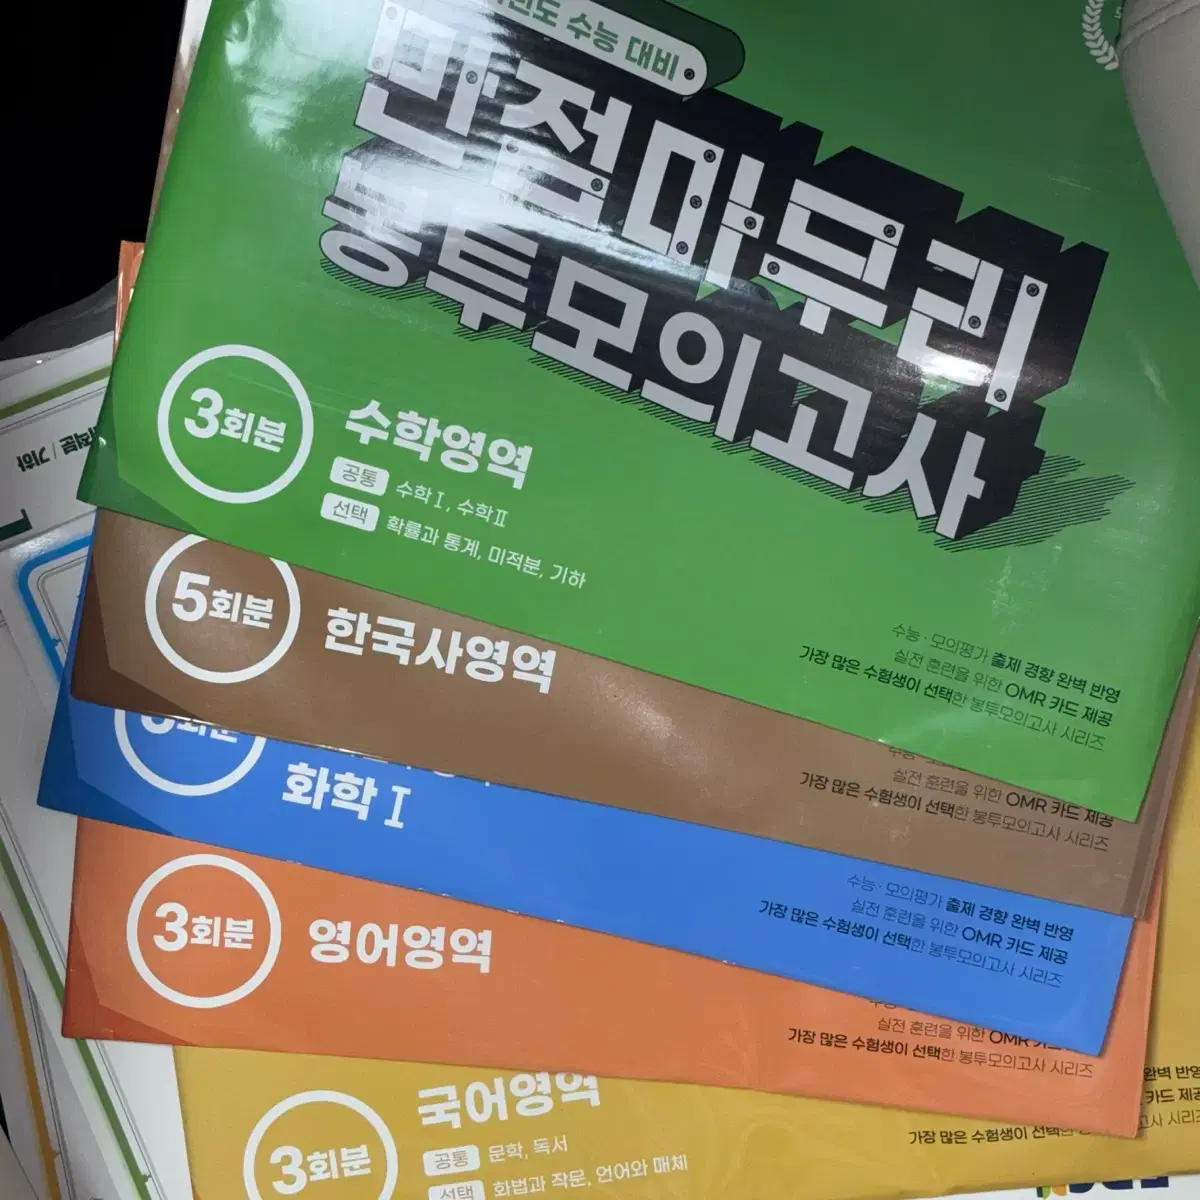 수능 대비
만점마무리
봉투모의고사
3회분
수학영역
공통 수학Ⅰ, 수학Ⅱ
선택 확률과 통계, 미적분, 기하
수능·모의평가 출제 경향 완벽 반영
실전 훈련을 위한 OMR 카드 제공
가장 많은 수험생이 선택한 봉투모의고사 시리즈
기하
5회분
한국사영역
실전 훈련을 위한 OMR 카드 제공
가장 많은 수험생이 선택한 봉투모의고사 시리즈
회분
화학Ⅰ
수능·모의평가 출제 경향 완벽 반영
실전 훈련을 위한 OMR 카드 제공
가장 많은 수험생이 선택한 봉투모의고사 시리즈
3회분
영어영역
실전 훈련을 위한 OMR
가장 많은 수험생이 선택한 봉투모의고사 시리즈
3회분
국어영역
공통 문학, 독서
선택 화법과 작문, 언어와 매체
완벽 반영
카드 제공
가장 많은 수험생이 선택한